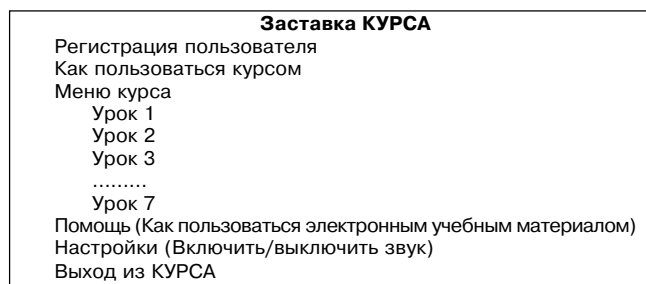 Заставка КУРСА
Регистрация пользователя
Как пользоваться курсом
Меню курса
Урок 1
Урок 2
Урок 3
.........
Урок 7
Помощь (Как пользоваться электронным учебным материалом)
Настройки (Включить/выключить звук)
Выход из КУРСА